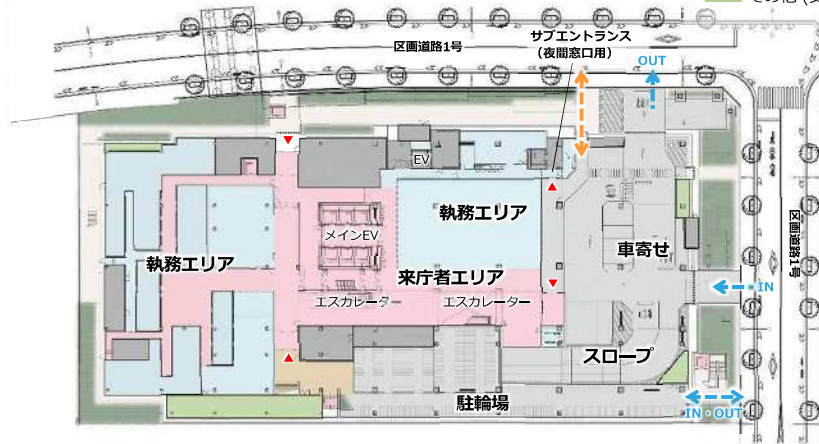 その他
区画道路1号
サブエントランス
（夜間窓口用）
OUT
EV
執務エリア
メインEV
執務エリア
来庁者エリア
車寄せ
区画道路1号
IN
エスカレーター
エスカレーター
スロープ
駐輪場
IN・OUT